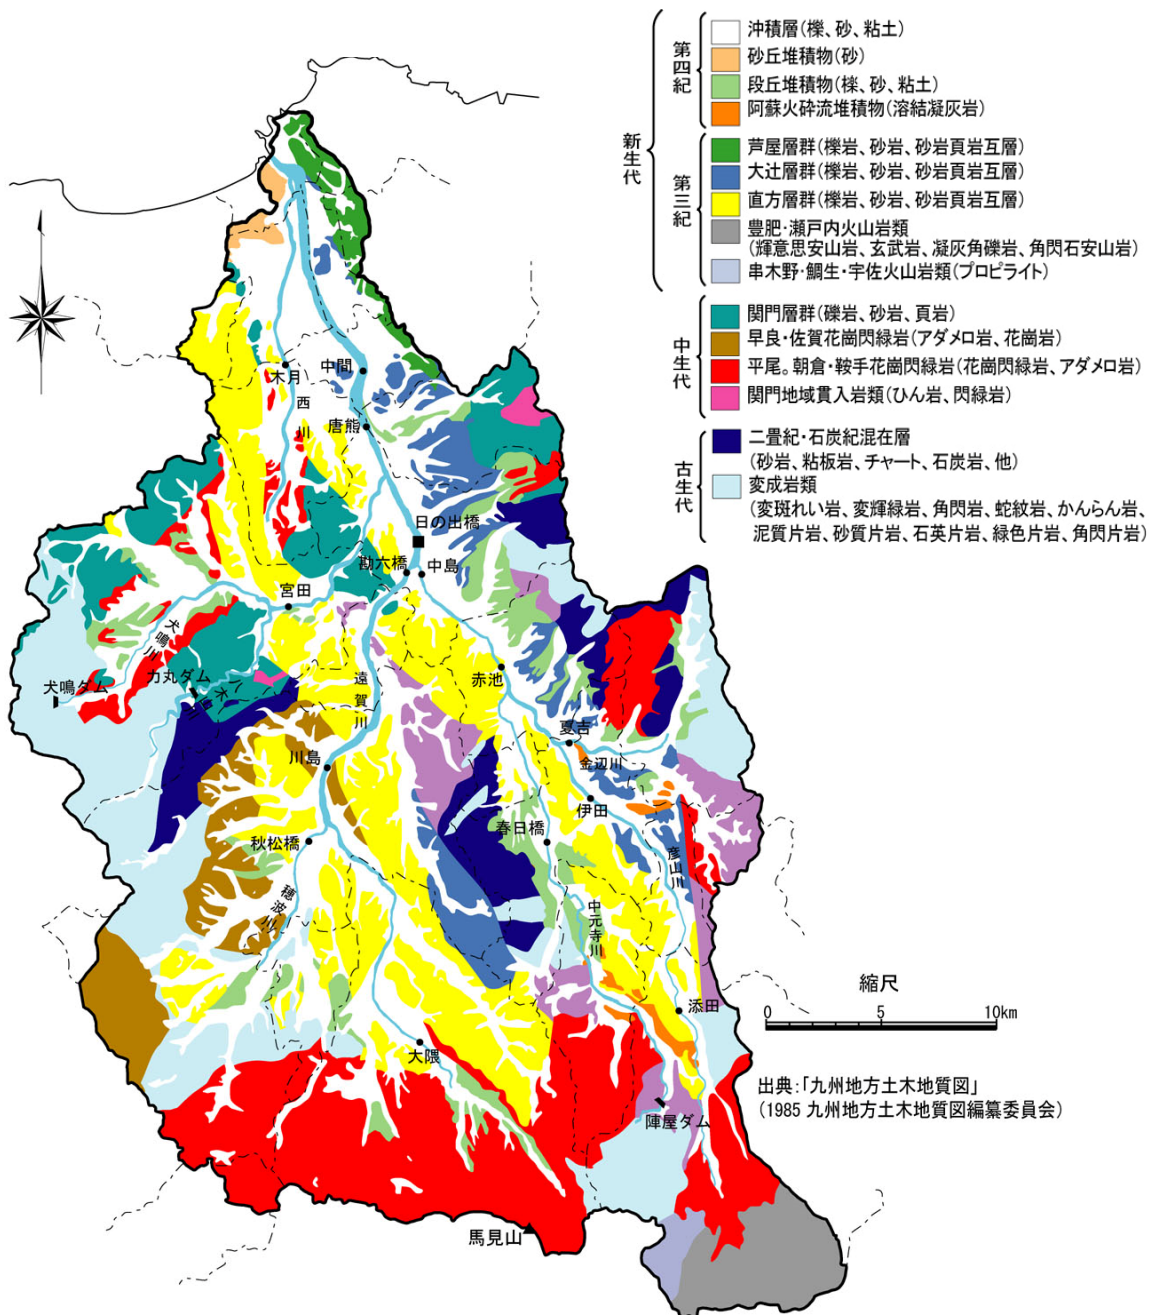 新生代
第四紀
沖積層(櫟、砂、粘土)
砂丘堆積物(砂)
段丘堆積物(櫟、砂、粘土)
阿蘇火砕流堆積物(溶結凝灰岩)
第三紀
芦屋層群(櫟岩、砂岩、砂岩頁岩互層)
大辻層群(櫟岩、砂岩、砂岩頁岩互層)
直方層群(櫟岩、砂岩、砂岩頁岩互層)
豊肥・瀬戸内火山岩類
(輝意思安山岩、玄武岩、凝灰角礫岩、角閃石安山岩)
串木野・鯛生・宇佐火山岩類(プロピライト)
中生代
関門層群(礫岩、砂岩、頁岩)
早良・佐賀花崗閃緑岩(アダメロ岩、花崗岩)
平尾。朝倉・鞍手花崗閃緑岩(花崗閃緑岩、アダメロ岩)
関門地域貫入岩類(ひん岩、閃緑岩)
古生代
二畳紀・石炭紀混在層
(砂岩、粘板岩、チャート、石炭岩、他)
変成岩類
(変斑れい岩、変輝緑岩、角閃岩、蛇紋岩、かんらん岩、
泥質片岩、砂質片岩、石英片岩、緑色片岩、角閃片岩)
木月
中間
西川
唐熊
日の出橋
勘六橋
中島
宮田
犬鳴川
力丸ダム
犬鳴ダム
八木山川
遠賀川
赤池
夏吉
金辺川
川島
伊田
春日橋
秋松橋
彦山川
穂波川
中元寺川
添田
大隈
陣屋ダム
馬見山
縮尺
0 5 10km
出典:「九州地方土木地質図」
(1985 九州地方土木地質図編纂委員会)